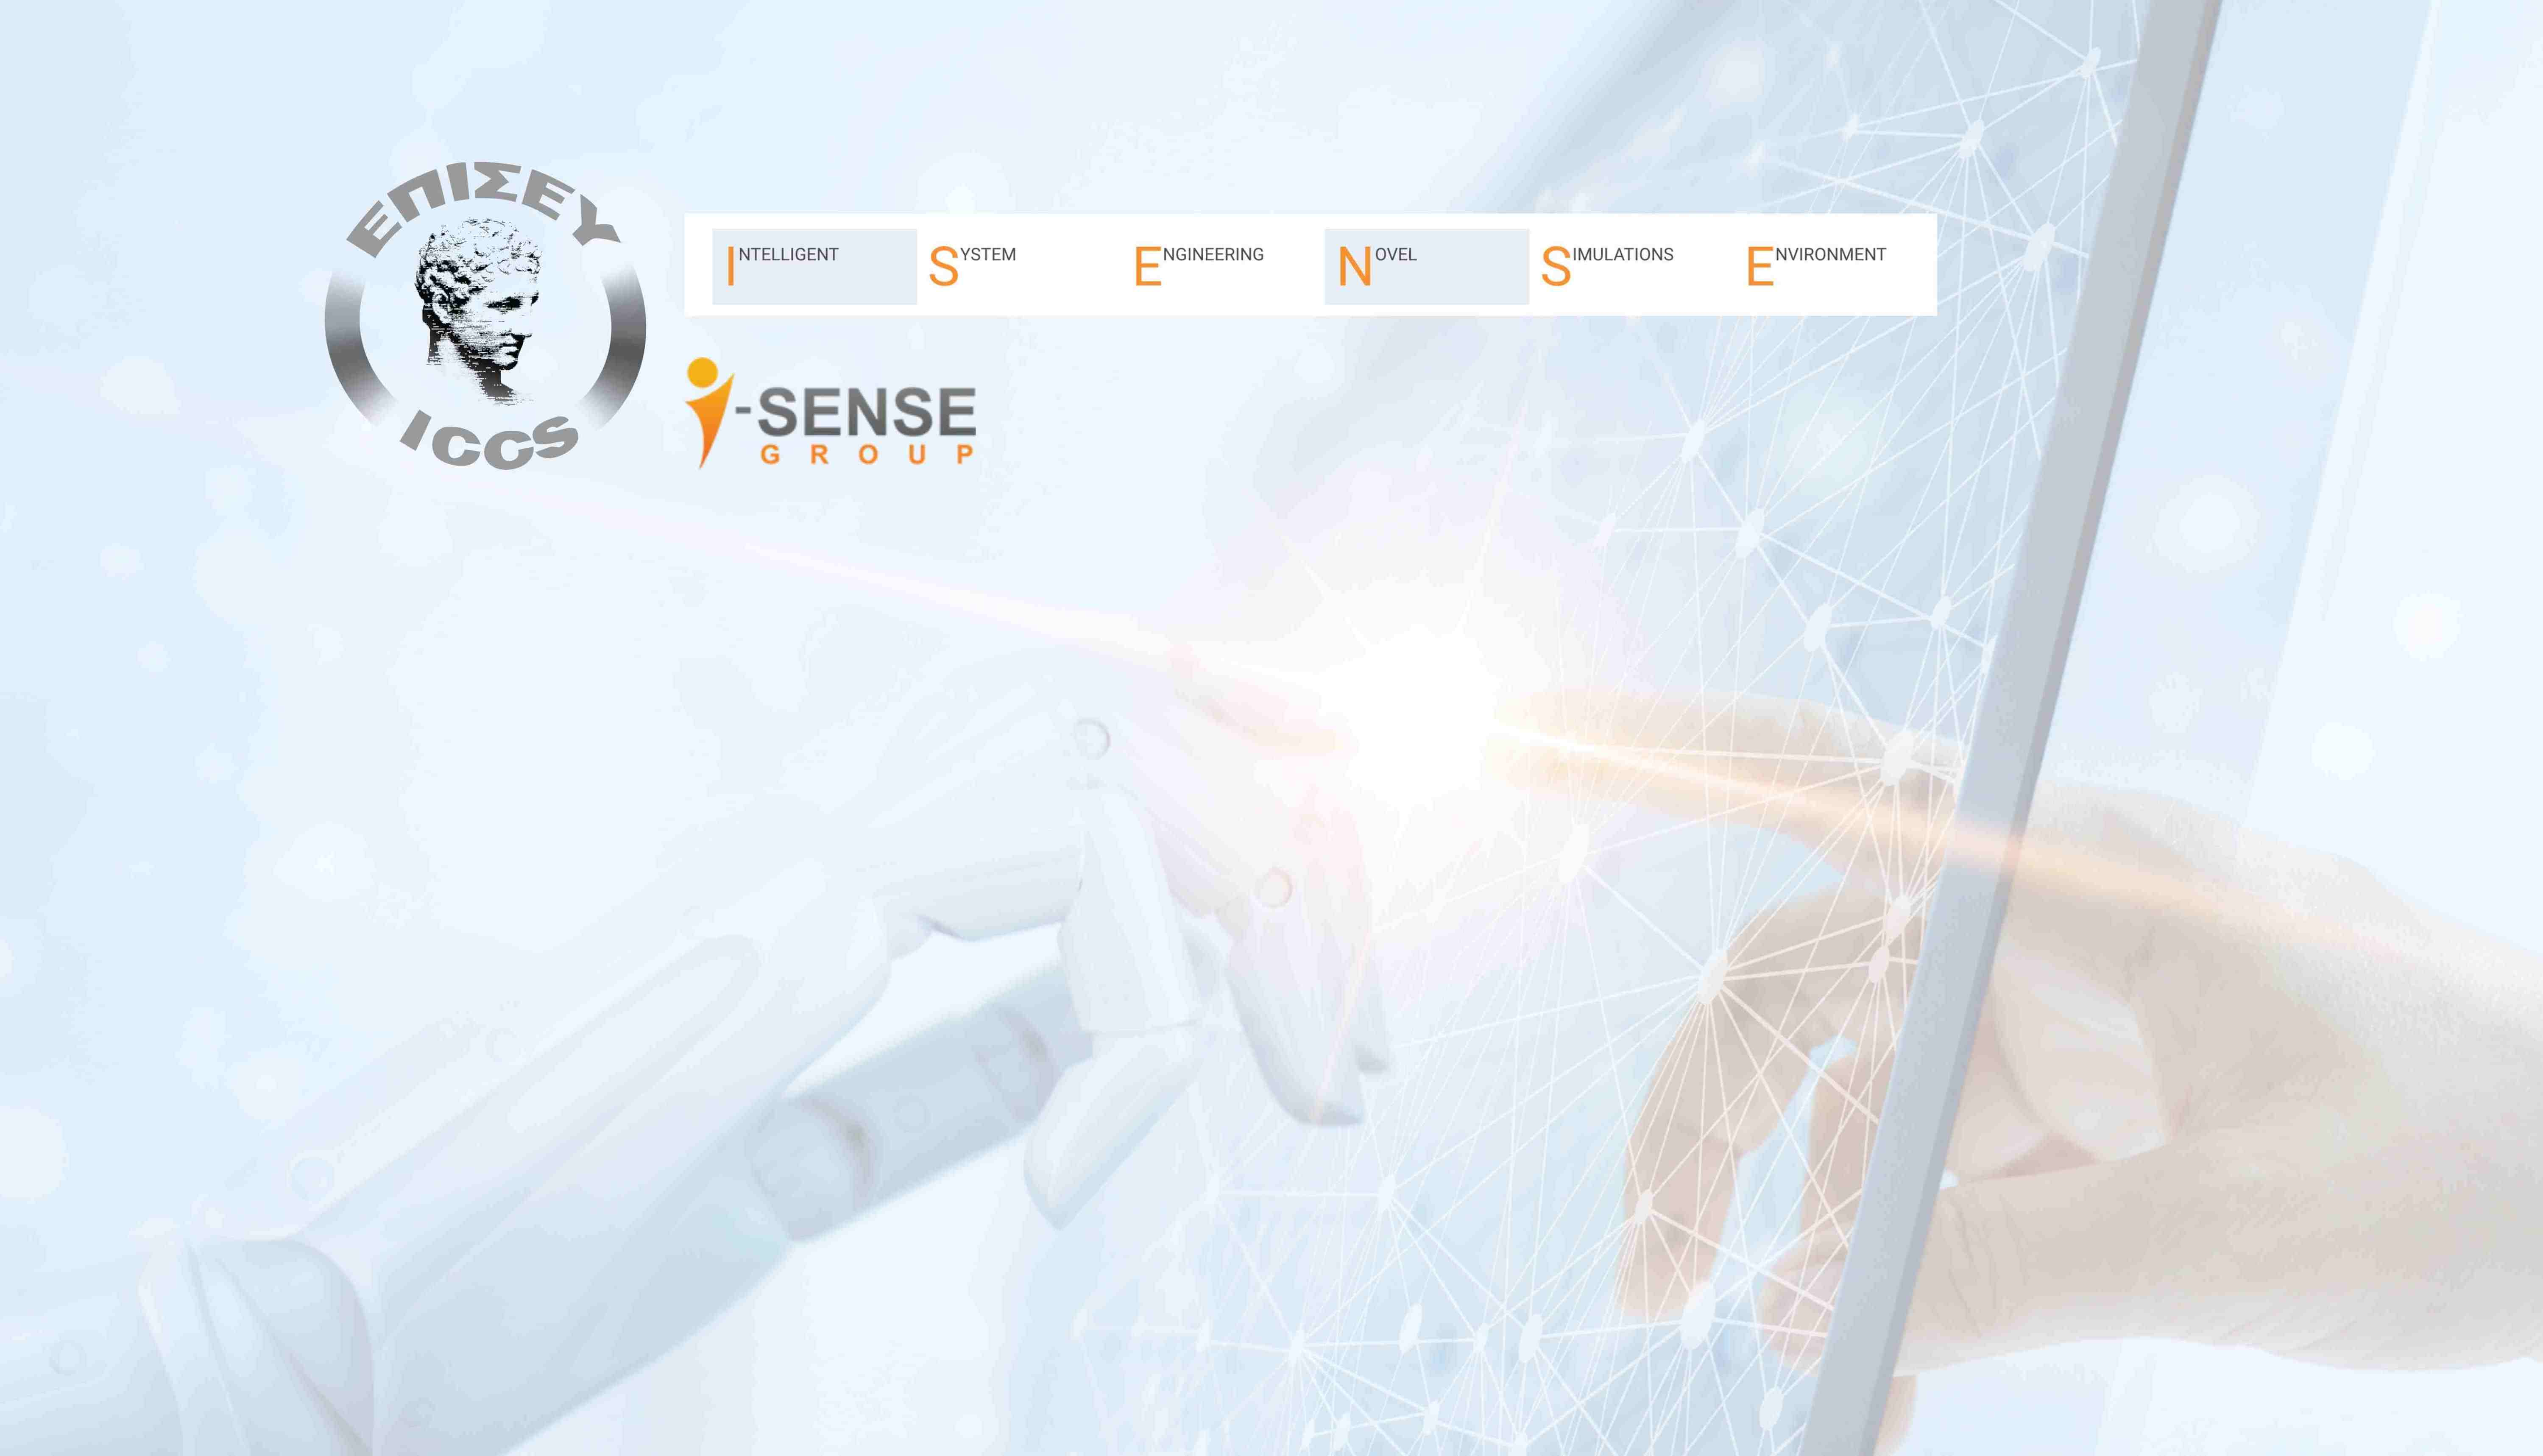 ΕΠΙΣΕΥ
ICCS
INTELLIGENT SYSTEM ENGINEERING NOVEL SIMULATIONS ENVIRONMENT
i-SENSE
GROUP